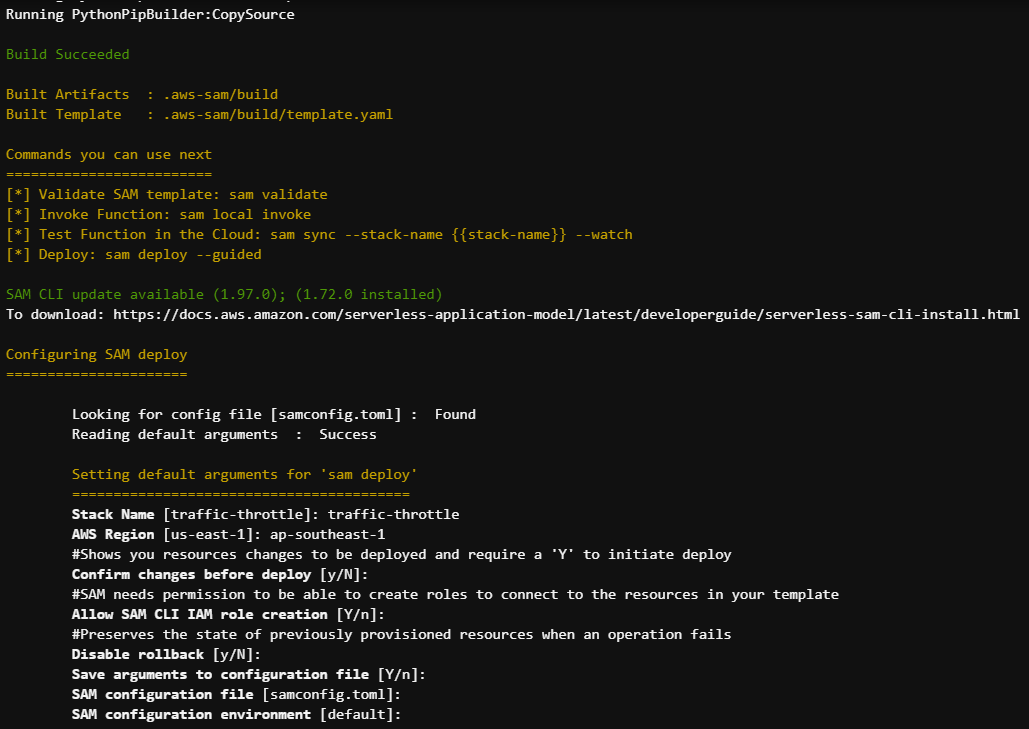 Running PythonPipBuilder:CopySource
Build Succeeded
Built Artifacts  : .aws-sam/build
Built Template   : .aws-sam/build/template.yaml
Commands you can use next
=========================
[*] Validate SAM template: sam validate
[*] Invoke Function: sam local invoke
[*] Test Function in the Cloud: sam sync --stack-name {{stack-name}} --watch
[*] Deploy: sam deploy --guided
SAM CLI update available (1.97.0); (1.72.0 installed)
To download: https://docs.aws.amazon.com/serverless-application-model/latest/developerguide/serverless-sam-cli-install.html
Configuring SAM deploy
======================
Looking for config file [samconfig.toml] :  Found
Reading default arguments  :  Success
Setting default arguments for 'sam deploy'
=========================================
Stack Name [traffic-throttle]: traffic-throttle
AWS Region [us-east-1]: ap-southeast-1
#Shows you resources changes to be deployed and require a 'Y' to initiate deploy
Confirm changes before deploy [y/N]:
#SAM needs permission to be able to create roles to connect to the resources in your template
Allow SAM CLI IAM role creation [Y/n]:
#Preserves the state of previously provisioned resources when an operation fails
Disable rollback [y/N]:
Save arguments to configuration file [Y/n]:
SAM configuration file [samconfig.toml]:
SAM configuration environment [default]: